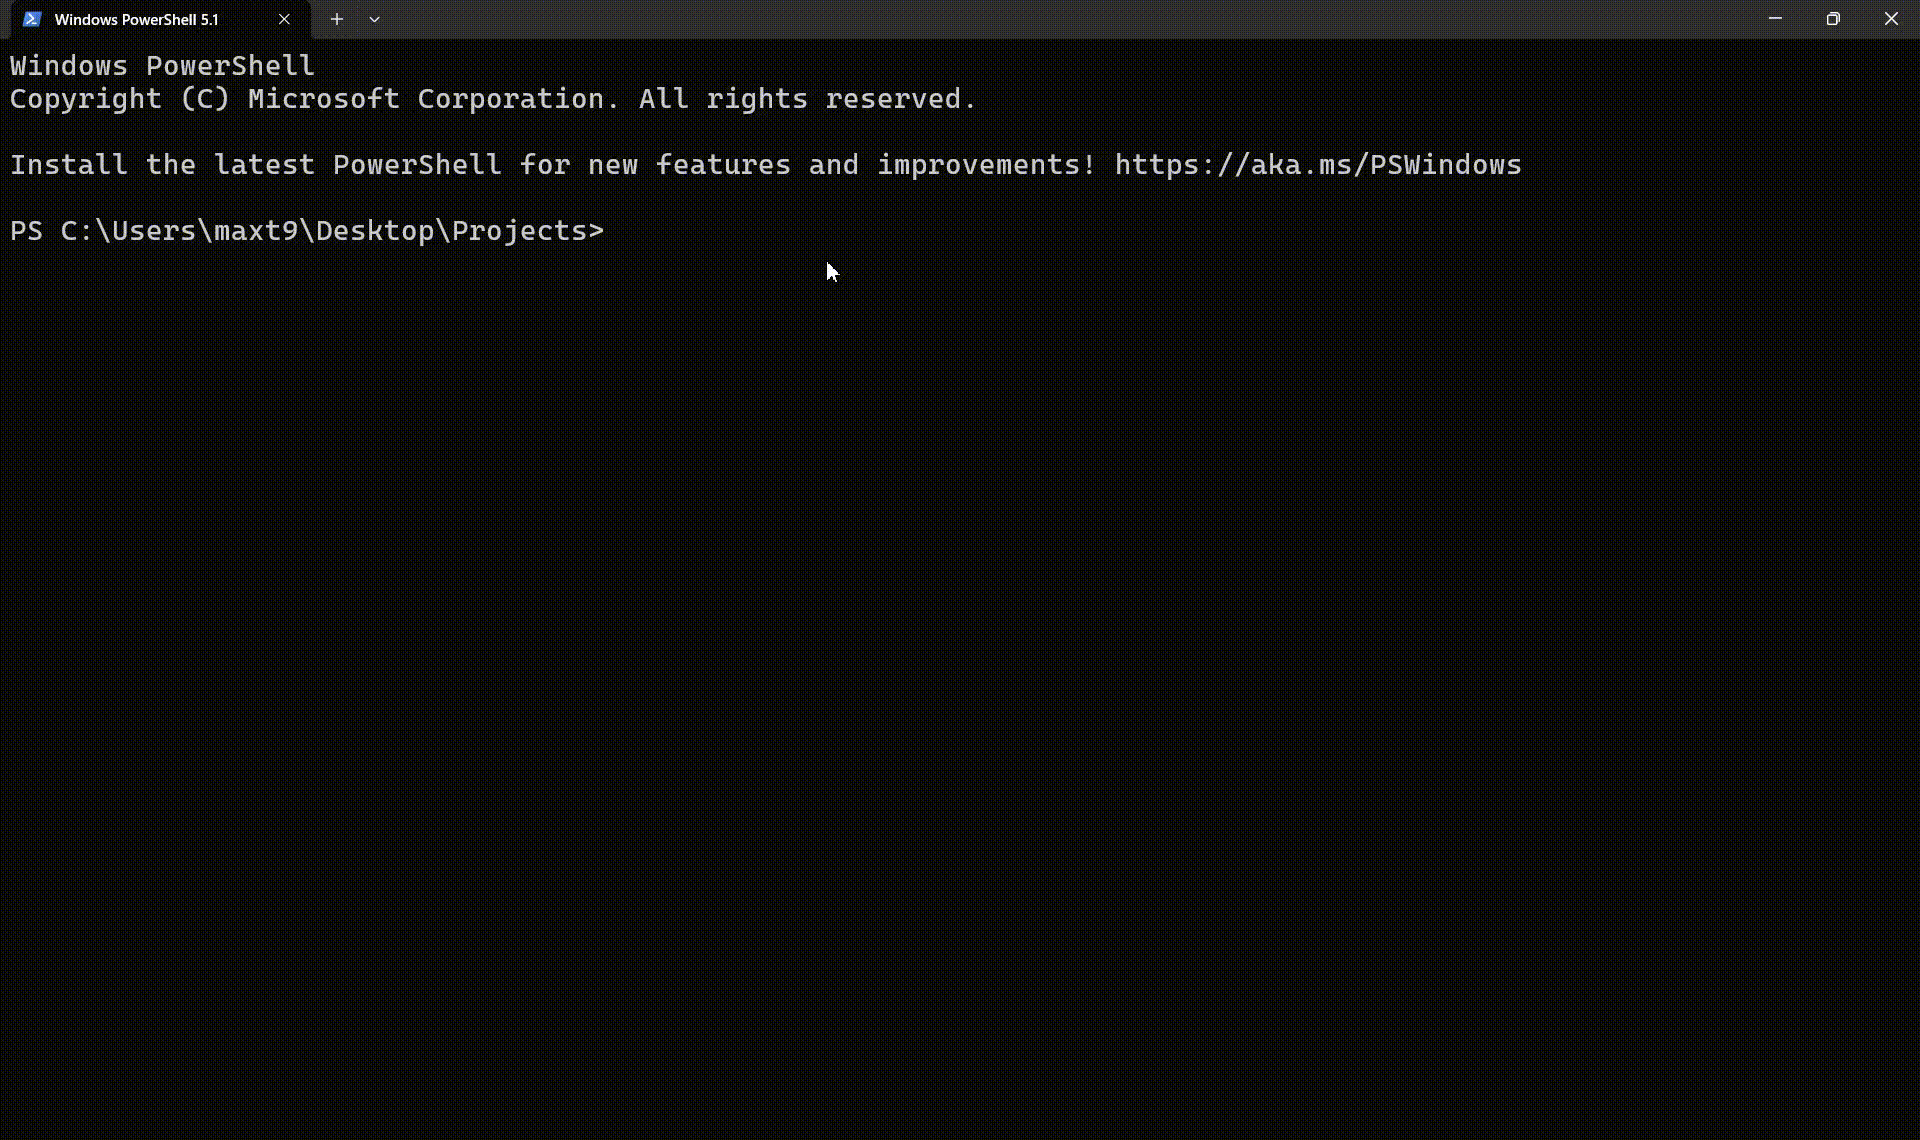 Windows PowerShell 5.1
Windows PowerShell
Copyright (C) Microsoft Corporation. All rights reserved.
Install the latest PowerShell for new features and improvements! https://aka.ms/PSWindows
PS C:\Users\maxt9\Desktop\Projects>